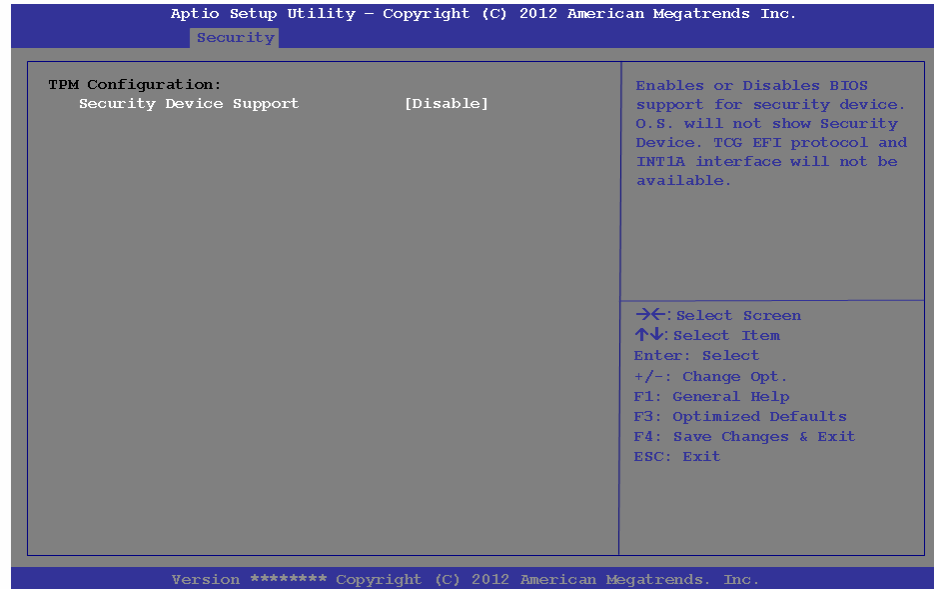 Aptio Setup Utility – Copyright (C) 2012 American Megatrends Inc.
Security
TPM Configuration:
Security Device Support [Disable]
Enables or Disables BIOS
support for security device.
O.S. will not show Security
Device. TCG EFI protocol and
INT1A interface will not be
available.
→←: Select Screen
↑↓: Select Item
Enter: Select
+/-: Change Opt.
F1: General Help
F3: Optimized Defaults
F4: Save Changes & Exit
ESC: Exit
Version ******** Copyright (C) 2012 American Megatrends. Inc.